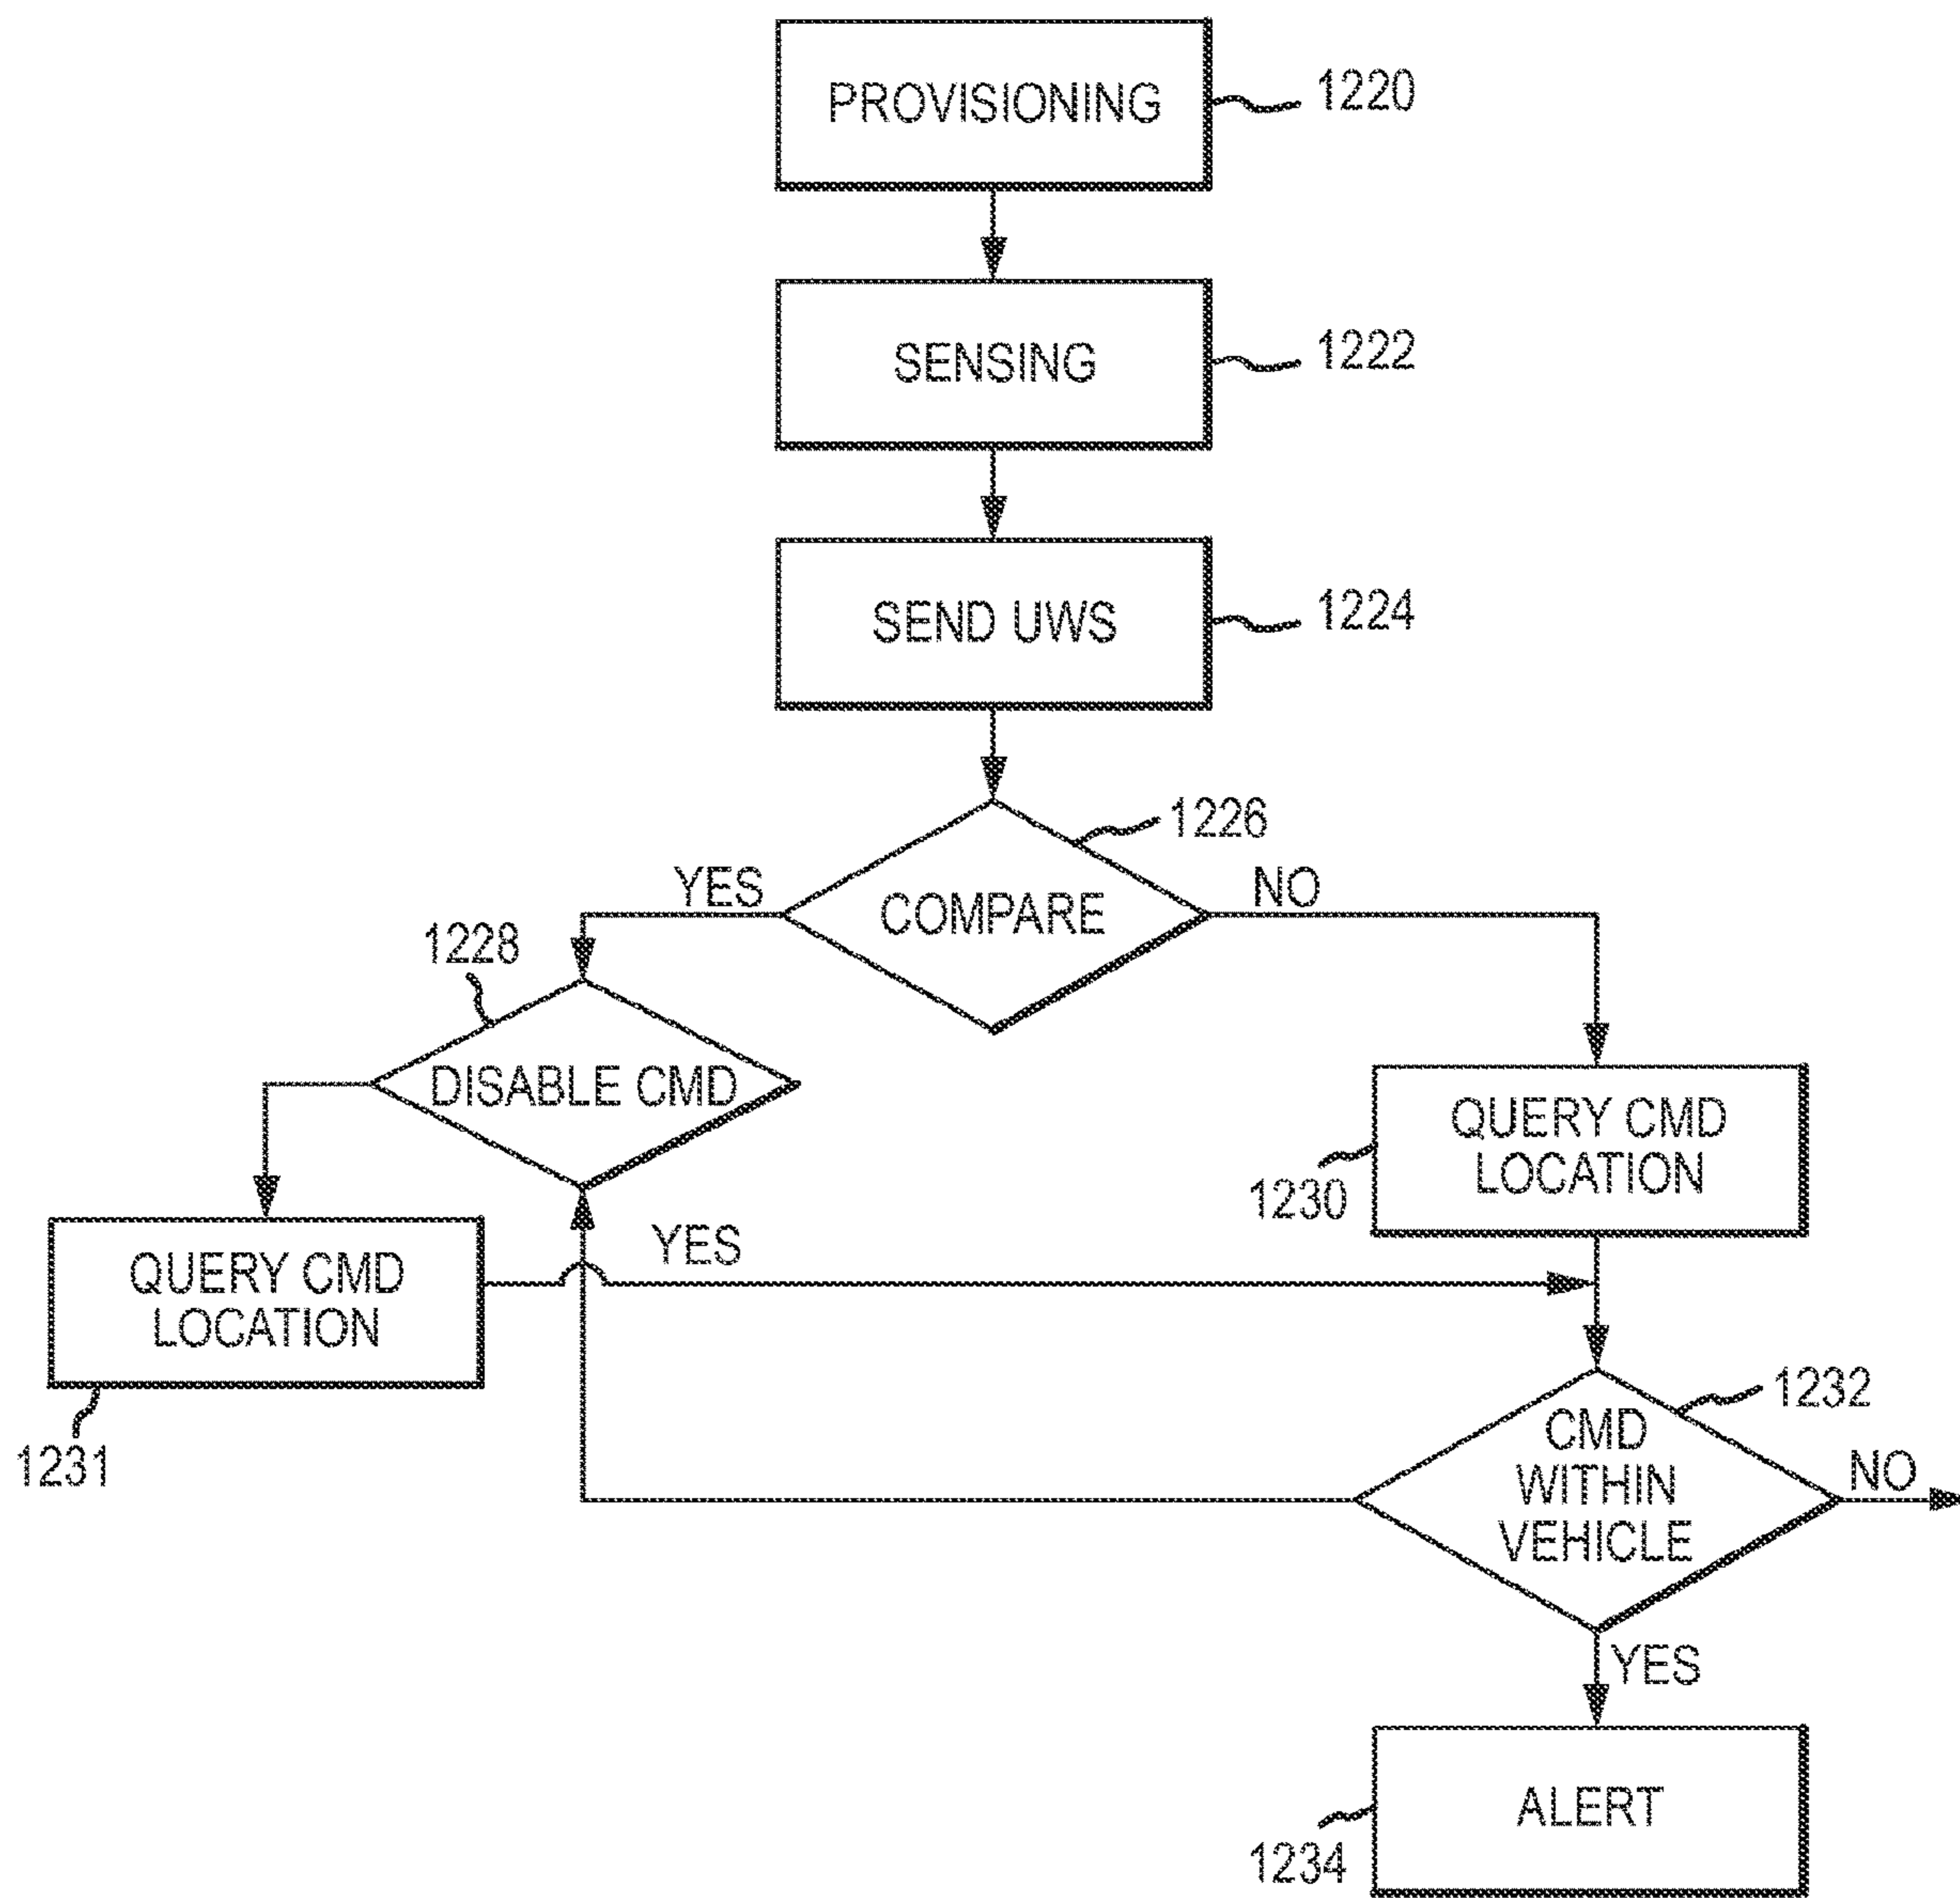 PROVISIONING
1220
SENSING
1222
SEND UWS
1224
1226
YES
COMPARE
NO
1228
DISABLE CMD
QUERY CMD
LOCATION
1230
YES
QUERY CMD
LOCATION
1231
1232
CMD
WITHIN
VEHICLE
NO
YES
ALERT
1234